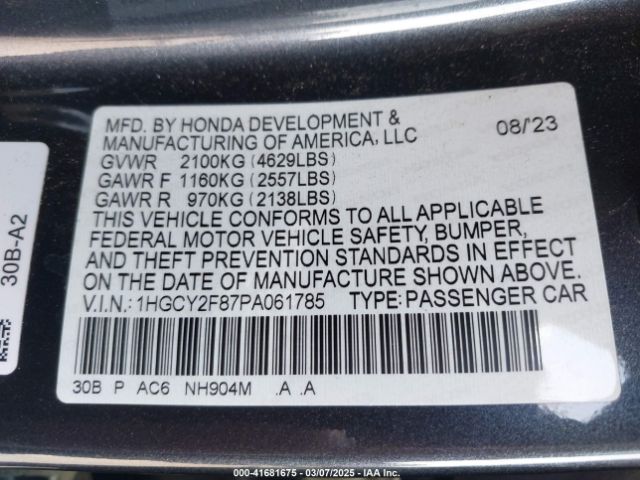 MFD. BY HONDA DEVELOPMENT &
MANUFACTURING OF AMERICA, LLC 08/'23
GVWR 2100KG (4629LBS)
GAWR F 1160KG (2557LBS)
GAWR R 970KG (2138LBS)
THIS VEHICLE CONFORMS TO ALL APPLICABLE
FEDERAL MOTOR VEHICLE SAFETY, BUMPER,
AND THEFT PREVENTION STANDARDS IN EFFECT
ON THE DATE OF MANUFACTURE SHOWN ABOVE.
V.I.N.:1HGCY2F87PA061785 TYPE:PASSENGER CAR
30B P AC6 NH904M .A .A
30B-A2
000-41681675 — 03/07/2025 — IAA Inc.